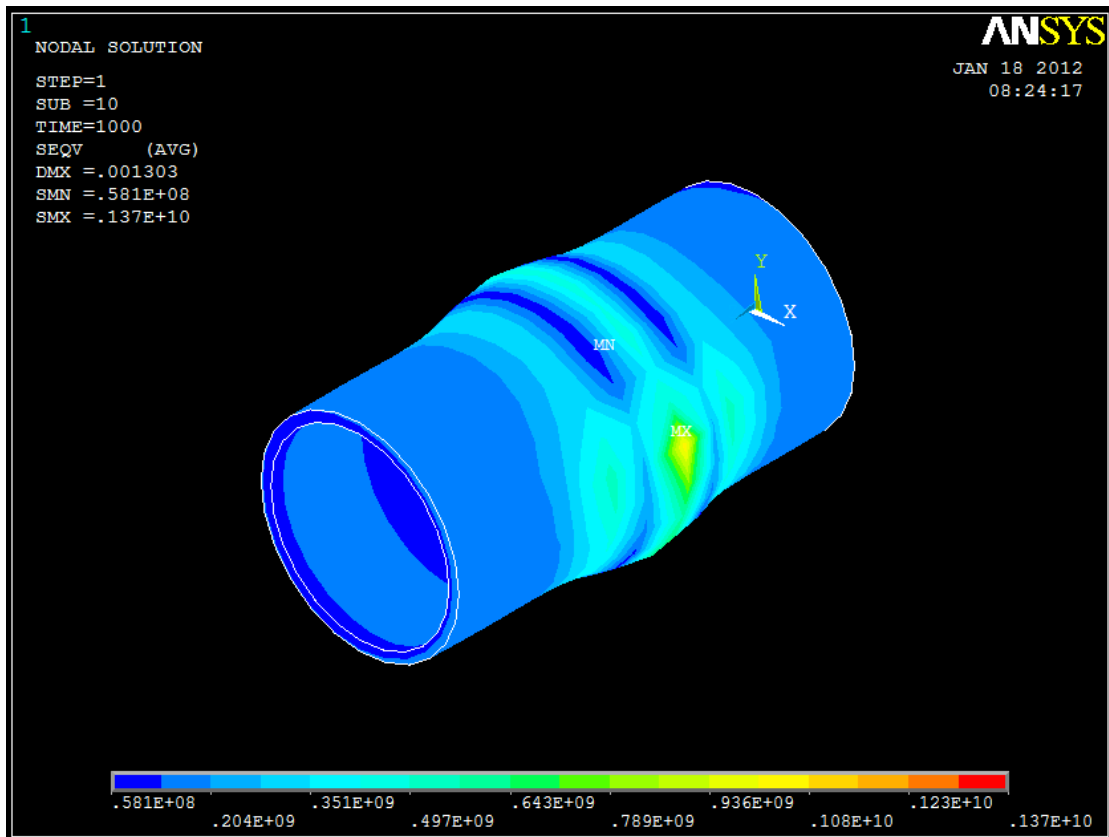 1
NODAL SOLUTION
STEP=1
SUB =10
TIME=1000
SEQV (AVG)
DMX =.001303
SMN =.581E+08
SMX =.137E+10
ANSYS
JAN 18 2012
08:24:17
Y
X
MN
MX
.581E+08 .351E+09 .643E+09 .936E+09 .123E+10
.204E+09 .497E+09 .789E+09 .108E+10 .137E+10